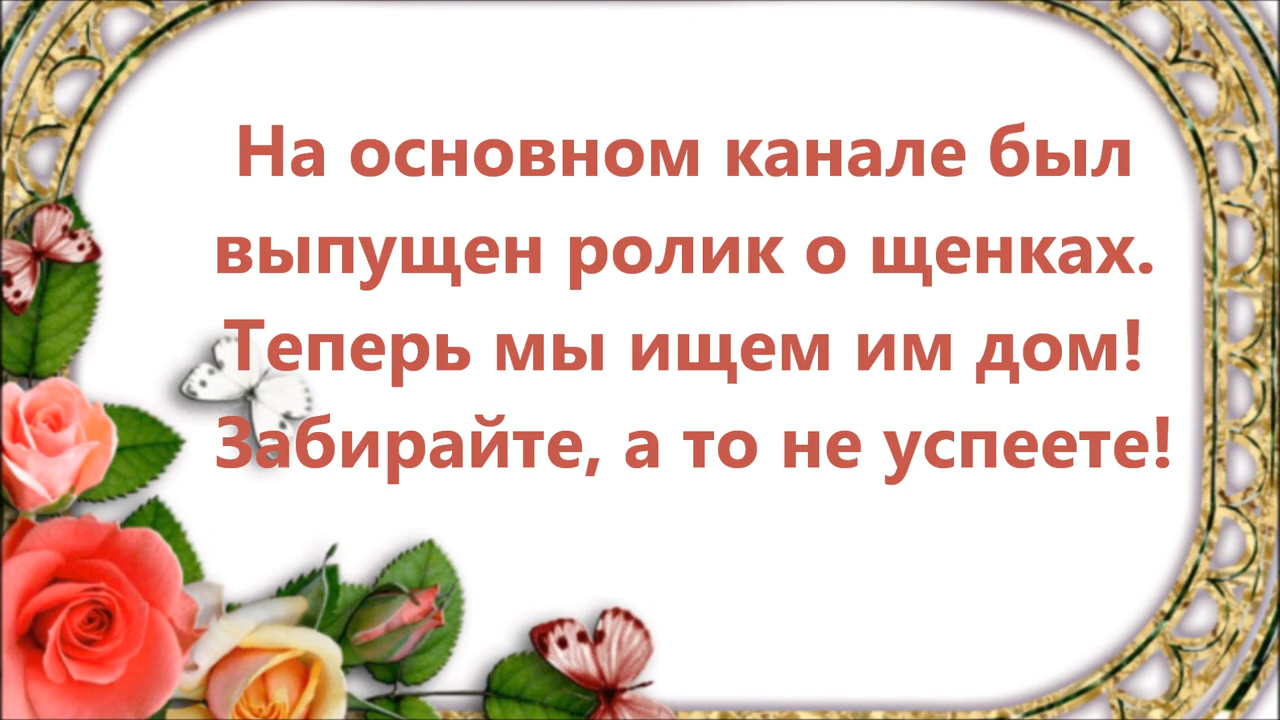 На основном канале был
выпущен ролик о щенках.
Теперь мы ищем им дом!
Забирайте, а то не успеете!